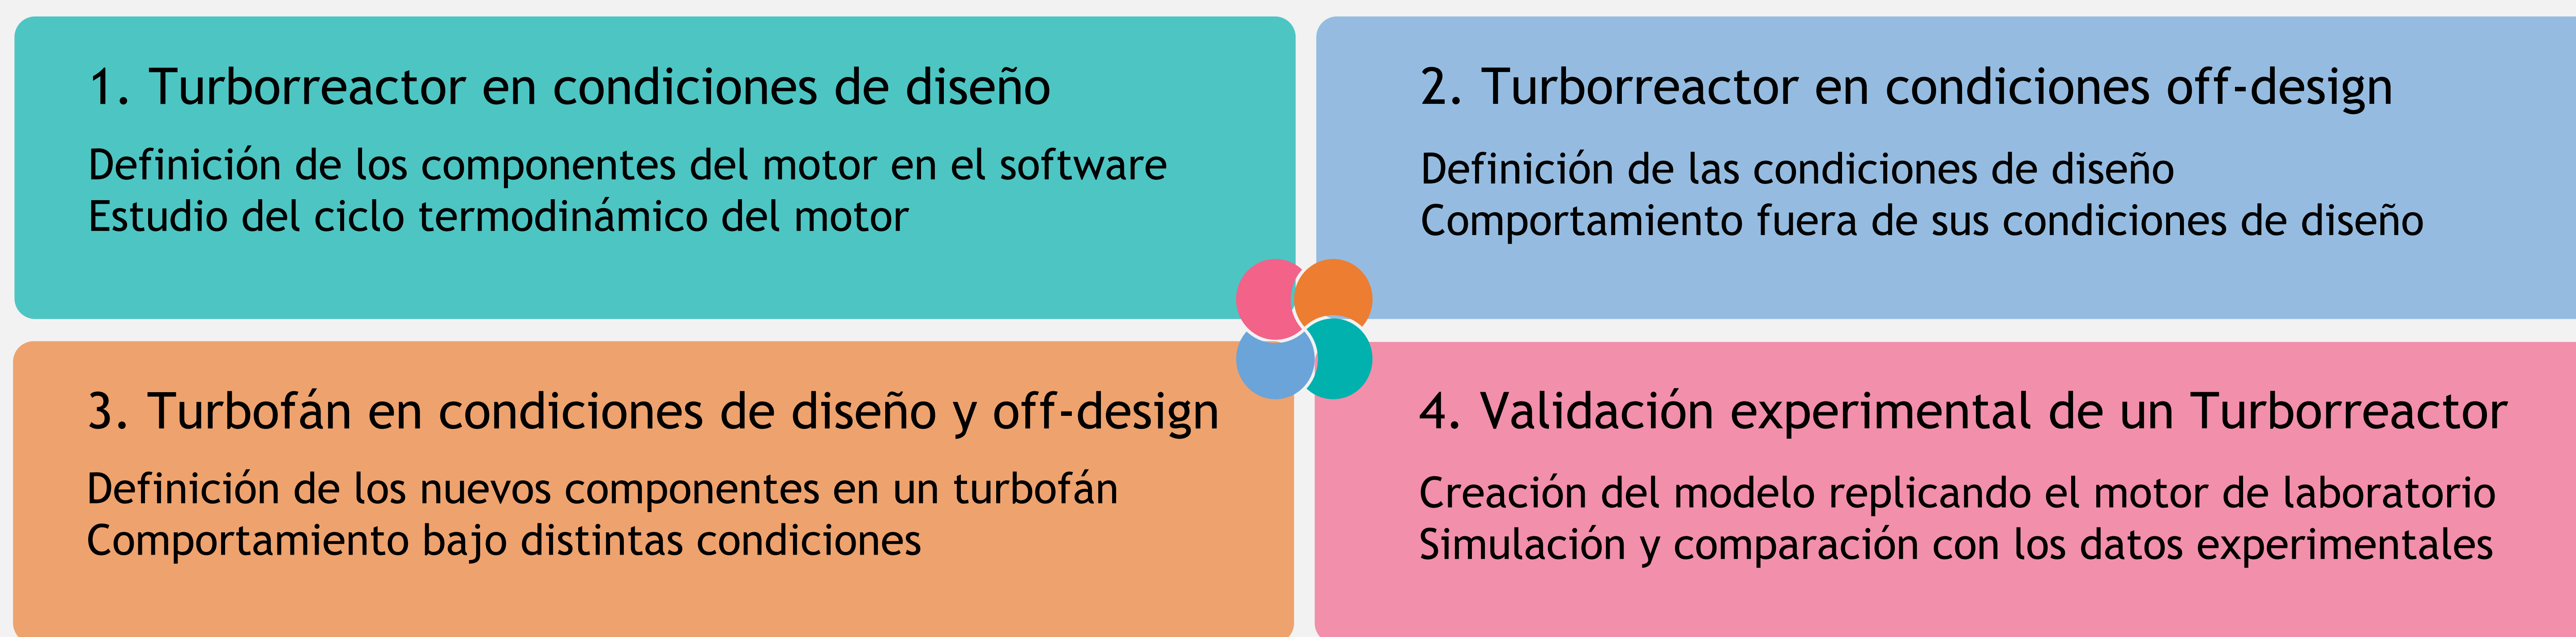 1. Turborreactor en condiciones de diseño
Definición de los componentes del motor en el software
Estudio del ciclo termodinámico del motor
2. Turborreactor en condiciones off-design
Definición de las condiciones de diseño
Comportamiento fuera de sus condiciones de diseño
3. Turbofán en condiciones de diseño y off-design
Definición de los nuevos componentes en un turbofán
Comportamiento bajo distintas condiciones
4. Validación experimental de un Turborreactor
Creación del modelo replicando el motor de laboratorio
Simulación y comparación con los datos experimentales